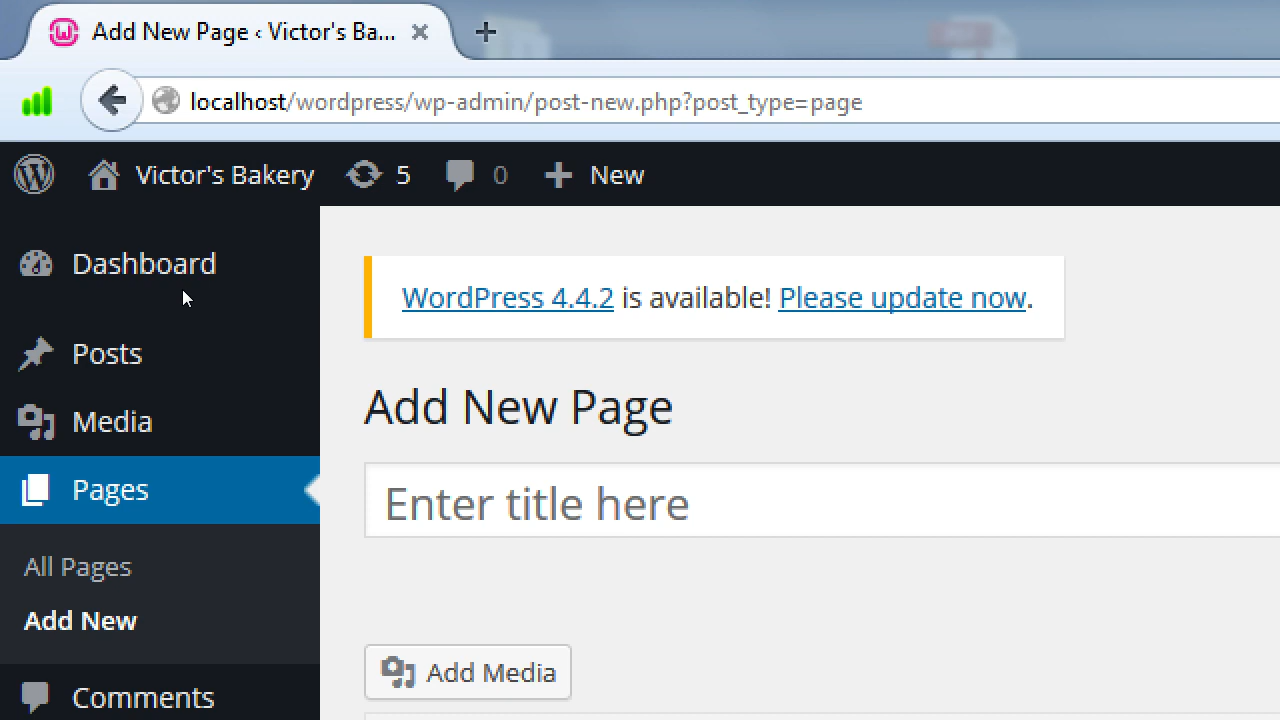 Add New Page ‹ Victor's Ba...
localhost/wordpress/wp-admin/post-new.php?post_type=page
Victor's Bakery 5 0 New
Dashboard
WordPress 4.4.2 is available! Please update now.
Posts
Add New Page
Media
Pages
Enter title here
All Pages
Add New
Add Media
Comments